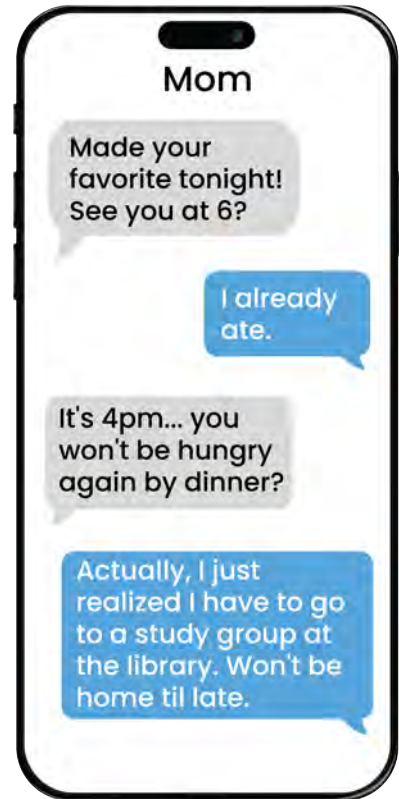 Mom
Made your
favorite tonight!
See you at 6?
I already
ate.
It's 4pm... you
won't be hungry
again by dinner?
Actually, I just
realized I have to go
to a study group at
the library. Won't be
home til late.